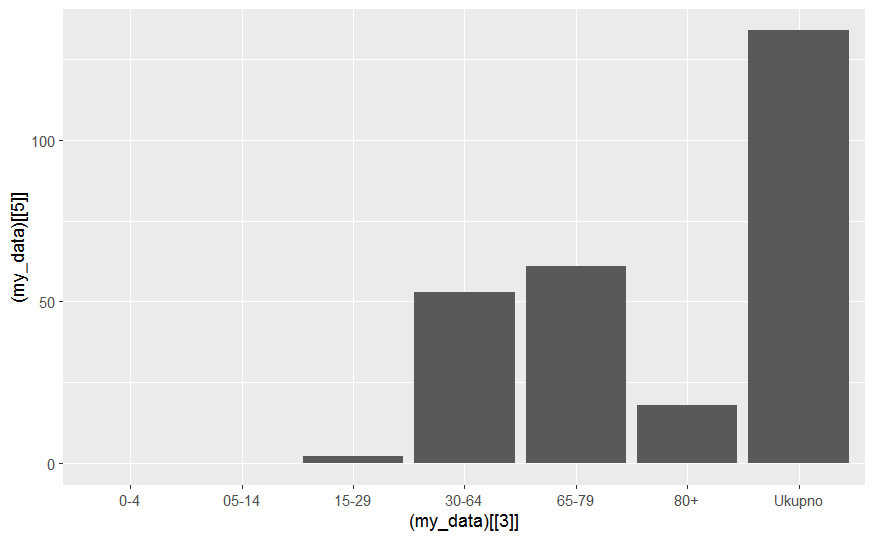 (my_data)[[5]]
100
50
0
0-4 05-14 15-29 30-64 65-79 80+ Ukupno
(my_data)[[3]]